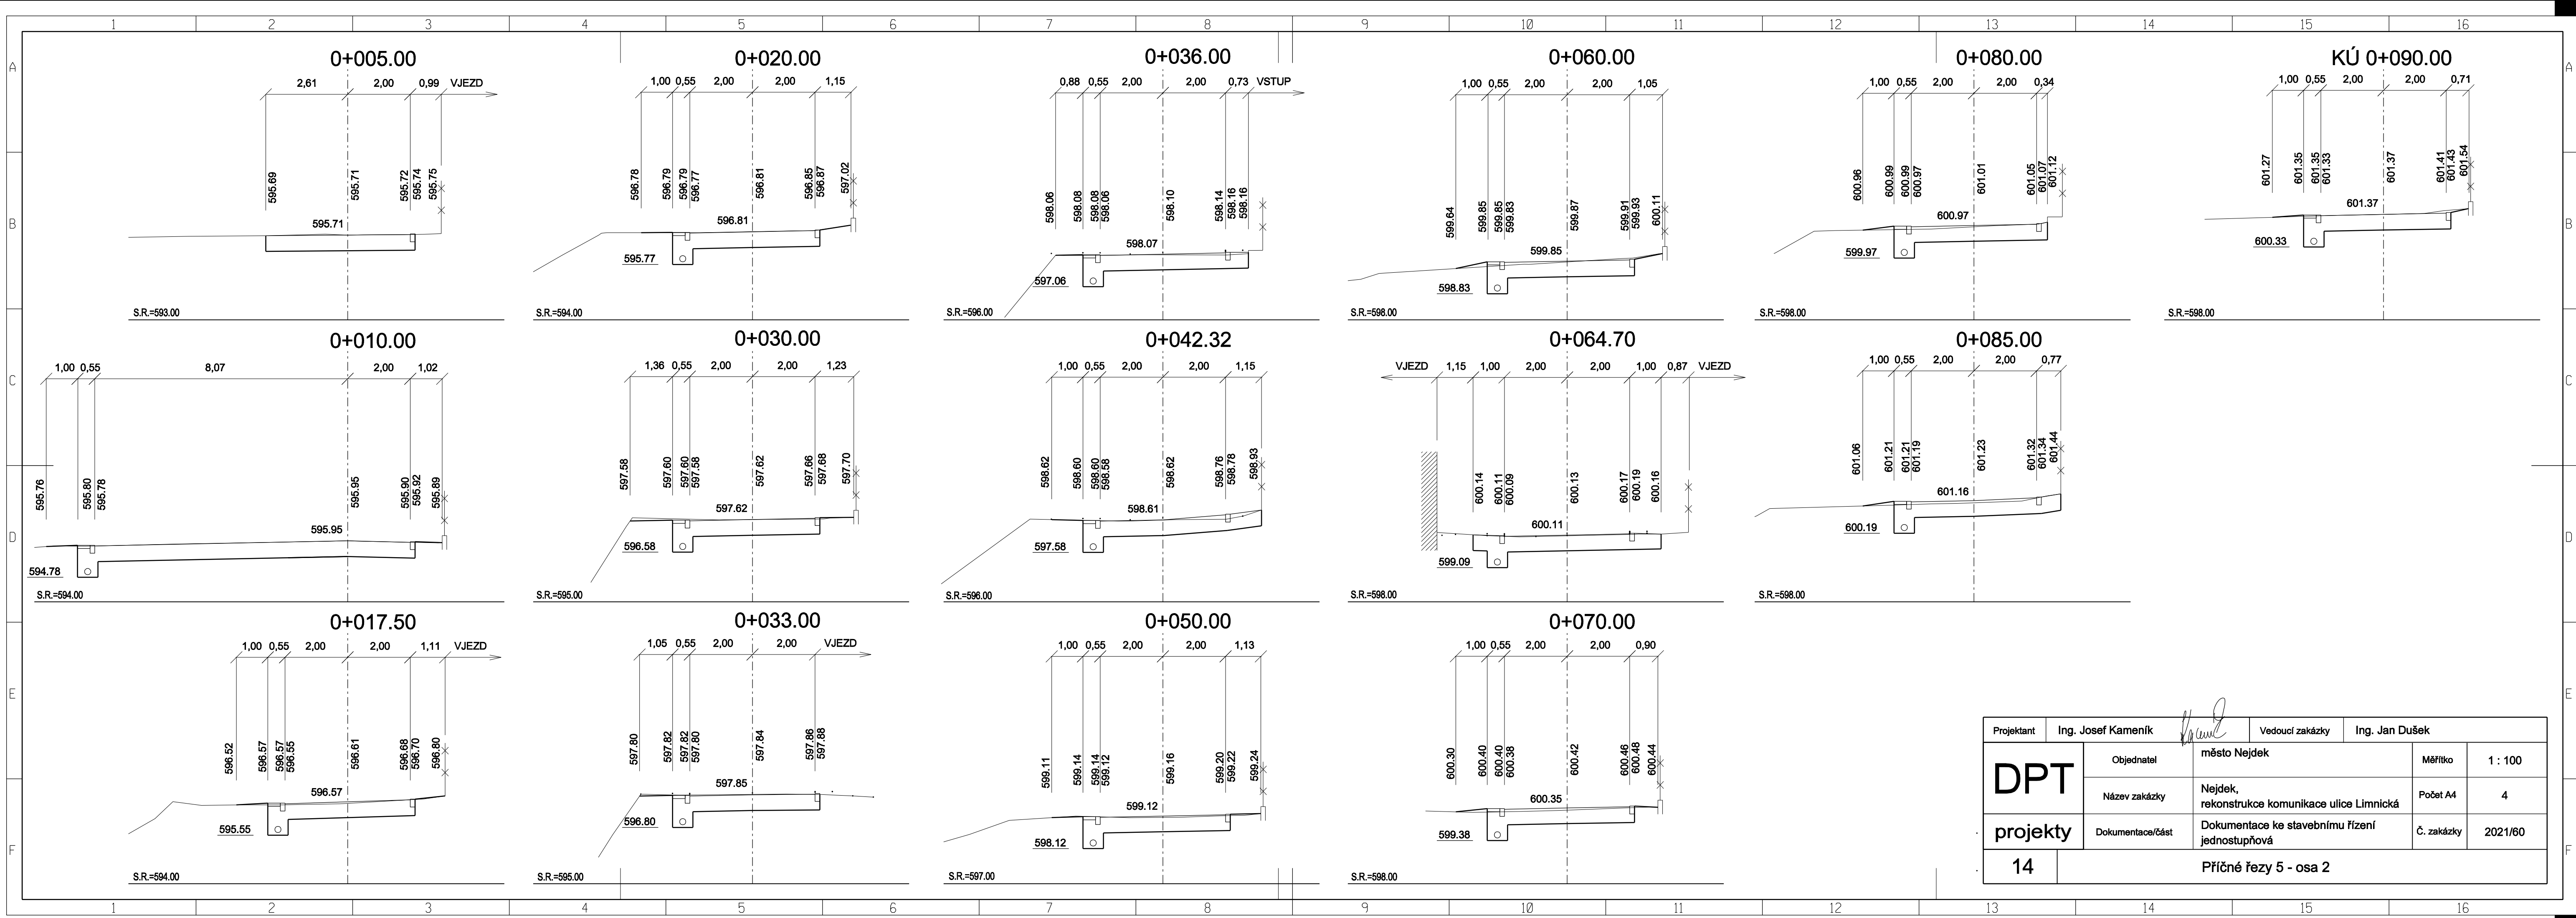 1 2 3 4 5 6 7 8 9 10 11 12 13 14 15 16
A A
B B
C C
D D
E E
F F
0+005.00
2,61 2,00 0,99 VJEZD
595.69 595.71 595.72 595.74 595.75
595.71
S.R.=593.00
0+020.00
1,00 0,55 2,00 2,00 1,15
596.78 596.79 596.79 596.77 596.81 596.85 596.87 597.02
596.81
595.77
S.R.=594.00
0+036.00
0,88 0,55 2,00 2,00 0,73 VSTUP
598.06 598.08 598.08 598.06 598.10 598.14 598.16 598.16
598.07
597.06
S.R.=596.00
0+060.00
1,00 0,55 2,00 2,00 1,05
599.64 599.85 599.85 599.83 599.87 599.91 599.93 600.11
599.85
598.83
S.R.=598.00
0+080.00
1,00 0,55 2,00 2,00 0,34
600.96 600.99 600.99 600.97 601.01 601.05 601.07 601.12
600.97
599.97
S.R.=598.00
KÚ 0+090.00
1,00 0,55 2,00 2,00 0,71
601.27 601.35 601.35 601.33 601.37 601.41 601.43 601.54
601.37
600.33
S.R.=598.00
0+010.00
1,00 0,55 8,07 2,00 1,02
595.76 595.80 595.78 595.95 595.90 595.92 595.89
595.95
594.78
S.R.=594.00
0+030.00
1,36 0,55 2,00 2,00 1,23
597.58 597.60 597.60 597.58 597.62 597.66 597.68 597.70
597.62
596.58
S.R.=595.00
0+042.32
1,00 0,55 2,00 2,00 1,15
598.62 598.60 598.60 598.58 598.62 598.76 598.78 598.93
598.61
597.58
S.R.=596.00
0+064.70
VJEZD 1,15 1,00 2,00 2,00 1,00 0,87 VJEZD
600.14 600.11 600.09 600.13 600.17 600.19 600.16
600.11
599.09
S.R.=598.00
0+085.00
1,00 0,55 2,00 2,00 0,77
601.06 601.21 601.21 601.19 601.23 601.32 601.34 601.44
601.16
600.19
S.R.=598.00
0+017.50
1,00 0,55 2,00 2,00 1,11 VJEZD
596.52 596.57 596.57 596.55 596.61 596.68 596.70 596.80
596.57
595.55
S.R.=594.00
0+033.00
1,05 0,55 2,00 2,00 VJEZD
597.80 597.82 597.82 597.80 597.84 597.86 597.88
597.85
596.80
S.R.=595.00
0+050.00
1,00 0,55 2,00 2,00 1,13
599.11 599.14 599.14 599.12 599.16 599.20 599.22 599.24
599.12
598.12
S.R.=597.00
0+070.00
1,00 0,55 2,00 2,00 0,90
600.30 600.40 600.40 600.38 600.42 600.46 600.48 600.44
600.35
599.38
S.R.=598.00
Projektant Ing. Josef Kameník Vedoucí zakázky Ing. Jan Dušek
DPT
projekty
Objednatel město Nejdek Měřítko 1 : 100
Název zakázky Nejdek,
rekonstrukce komunikace ulice Limnická Počet A4 4
Dokumentace/část Dokumentace ke stavebnímu řízení
jednostupňová Č. zakázky 2021/60
14 Příčné řezy 5 - osa 2
1 2 3 4 5 6 7 8 9 10 11 12 13 14 15 16